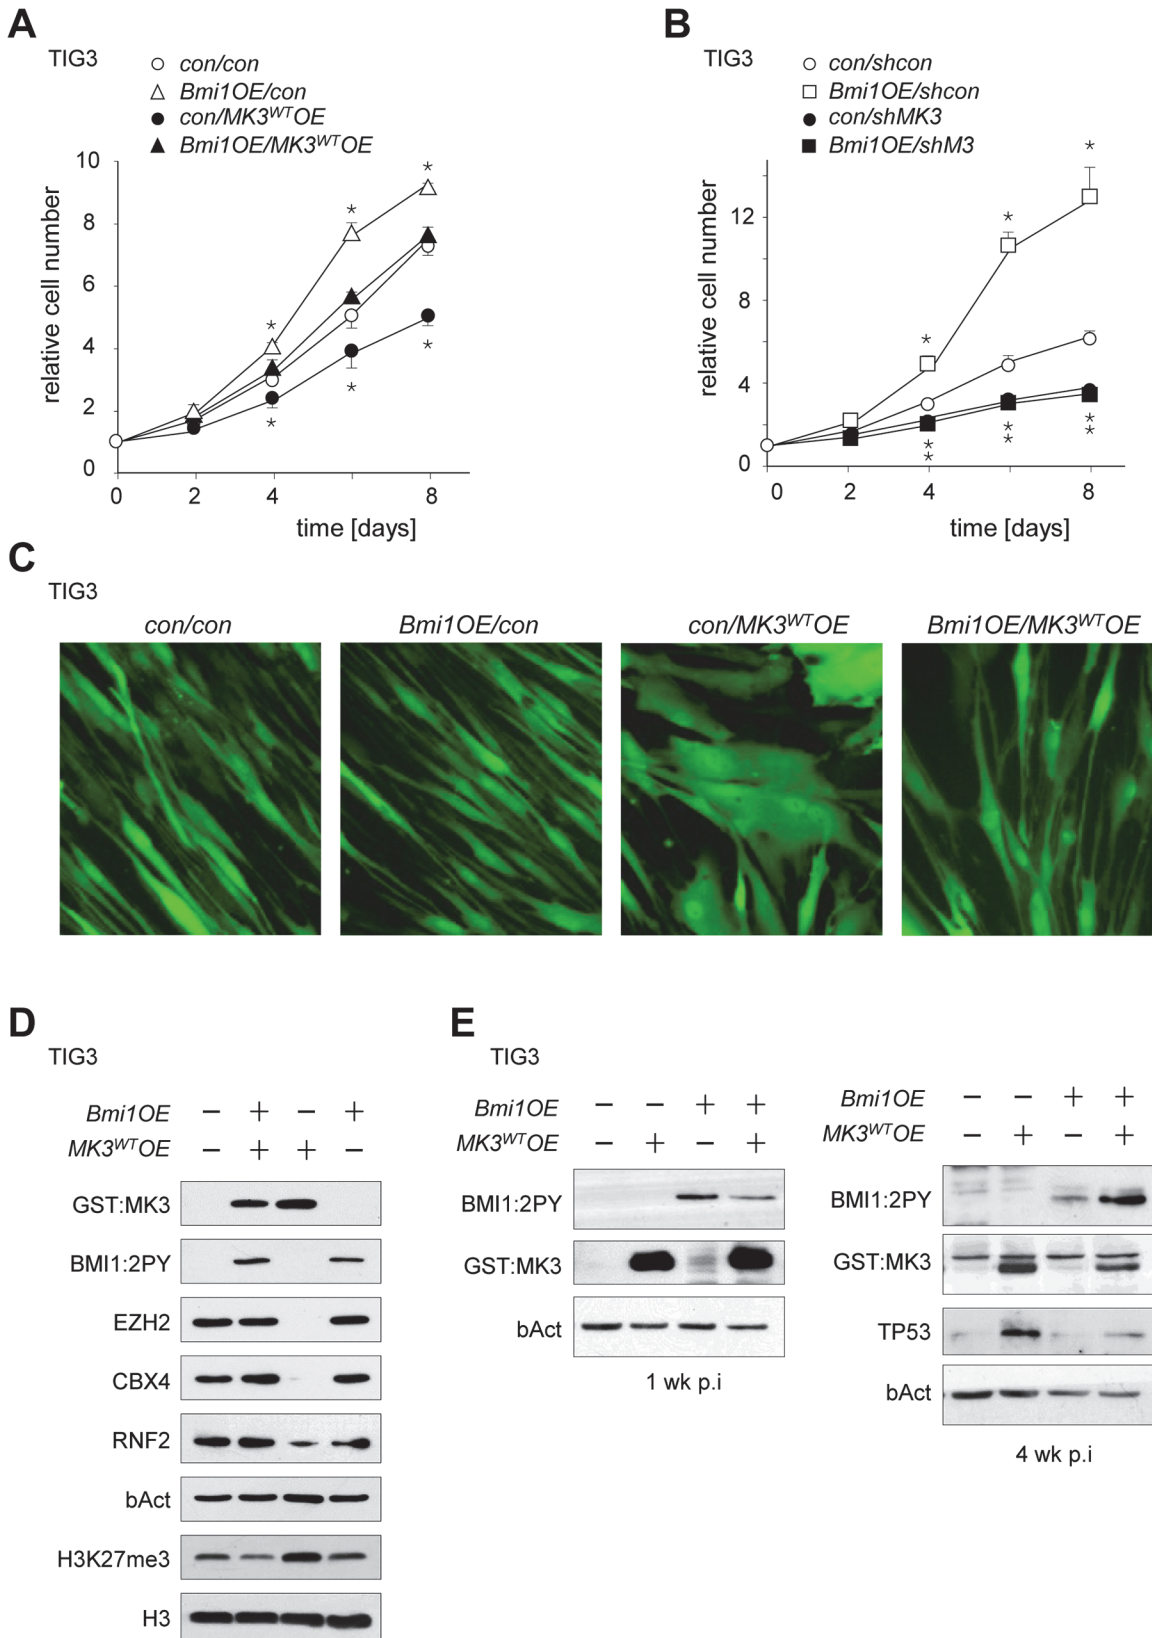 A
TIG3
con/con
Bmi1OE/con
con/MK3WTOE
Bmi1OE/MK3WTOE
relative cell number
10
8
6
4
2
0
0 2 4 6 8
time [days]
B
TIG3
con/shcon
Bmi1OE/shcon
con/shMK3
Bmi1OE/shM3
relative cell number
12
8
4
0
0 2 4 6 8
time [days]
C
TIG3
con/con Bmi1OE/con con/MK3WTOE Bmi1OE/MK3WTOE
D
TIG3
Bmi1OE − + − +
MK3WTOE − + + −
GST:MK3
BMI1:2PY
EZH2
CBX4
RNF2
bAct
H3K27me3
H3
E
TIG3
Bmi1OE − − + +
MK3WTOE − + − +
BMI1:2PY
GST:MK3
bAct
1 wk p.i
Bmi1OE − − + +
MK3WTOE − + − +
BMI1:2PY
GST:MK3
TP53
bAct
4 wk p.i